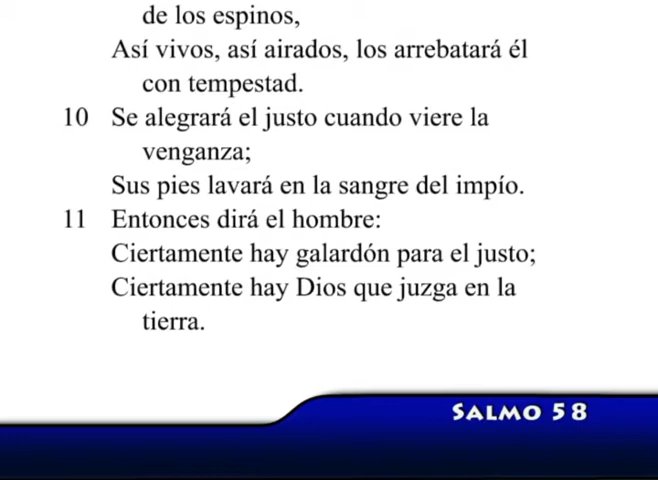 de los espinos,
Así vivos, así airados, los arrebatará él
con tempestad.
10 Se alegrará el justo cuando viere la
venganza;
Sus pies lavará en la sangre del impío.
11 Entonces dirá el hombre:
Ciertamente hay galardón para el justo;
Ciertamente hay Dios que juzga en la
tierra.
SALMO 58